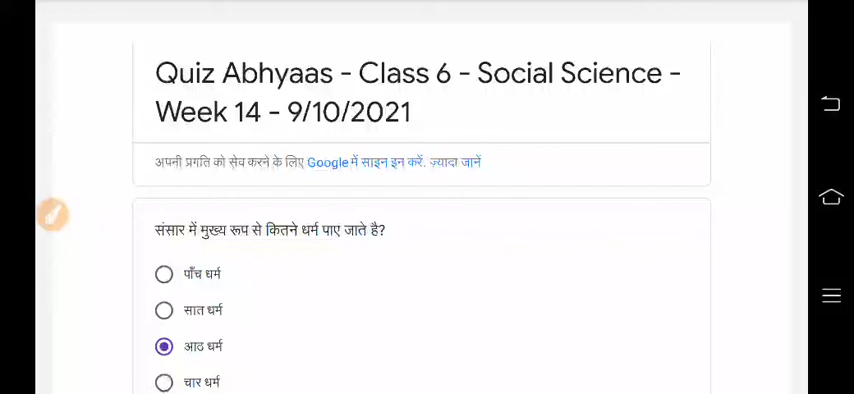 Quiz Abhyaas - Class 6 - Social Science -
Week 14 - 9/10/2021
अपनी प्रगति को सेव करने के लिए Google में साइन इन करें. ज़्यादा जानें
संसार में मुख्य रूप से कितने धर्म पाए जाते है?
पाँच धर्म
सात धर्म
आठ धर्म
चार धर्म